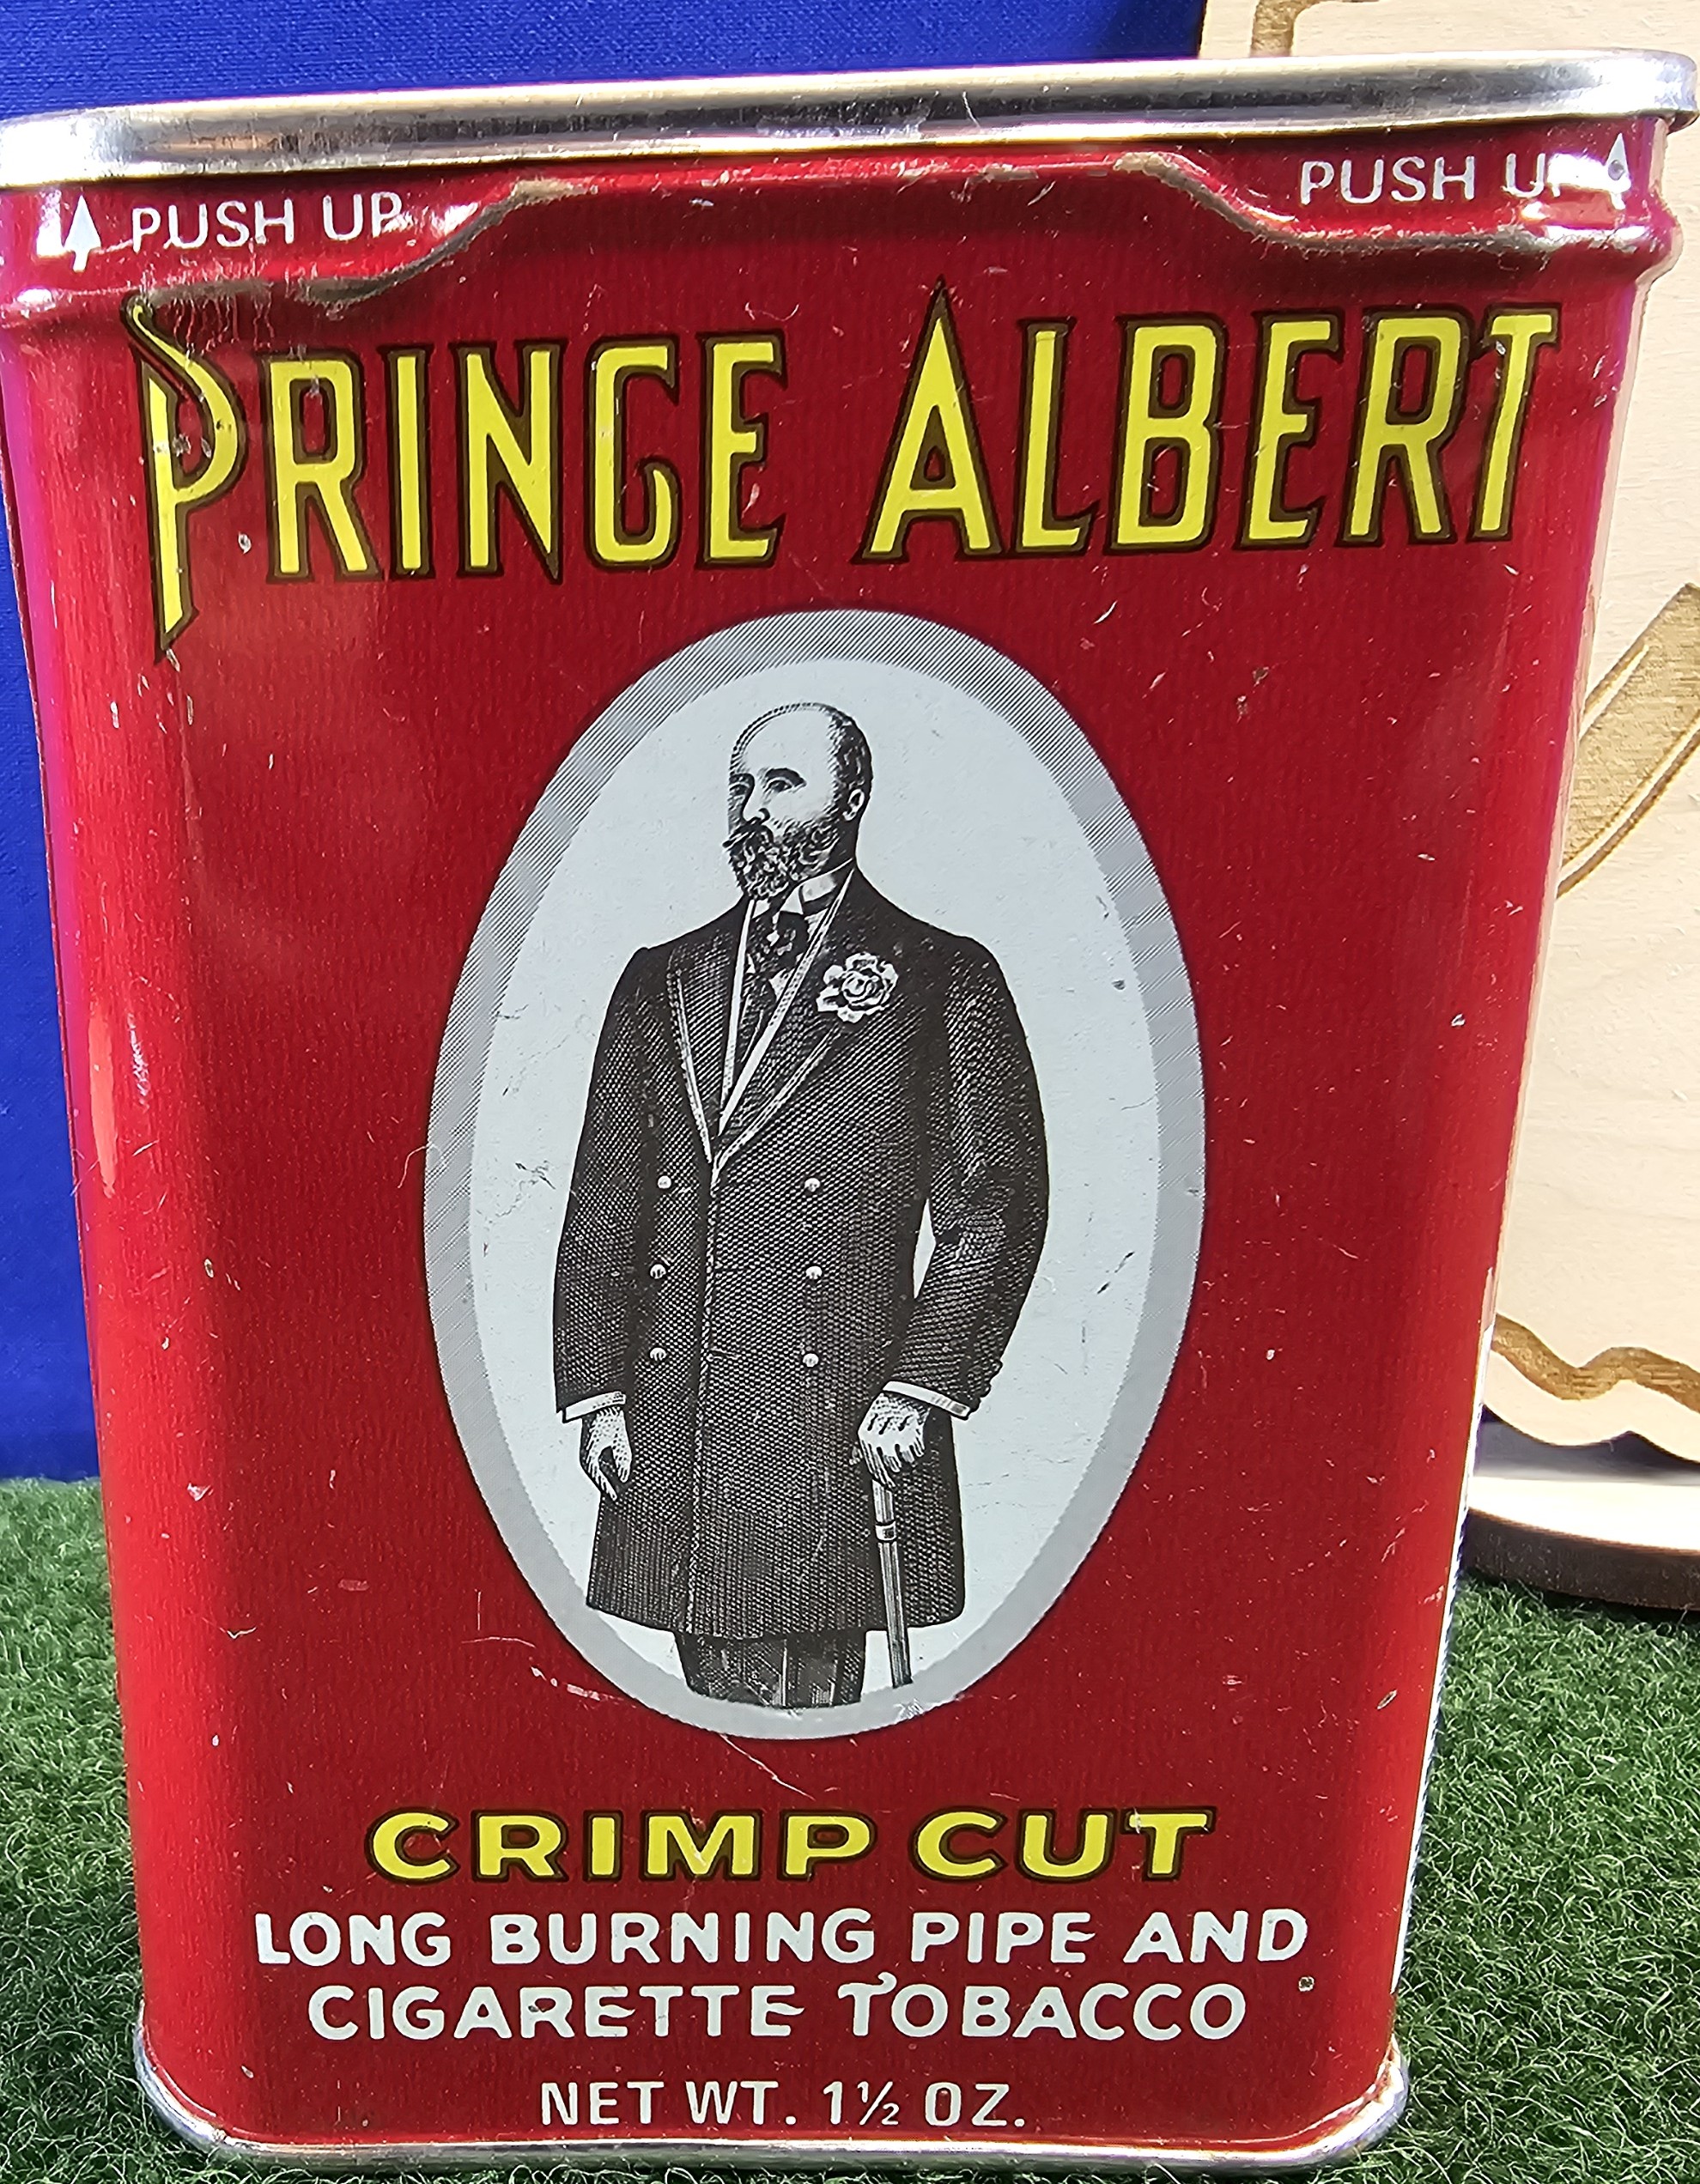 PUSH UP PUSH UP
PRINCE ALBERT
CRIMP CUT
LONG BURNING PIPE AND
CIGARETTE TOBACCO
NET WT. 1½ OZ.